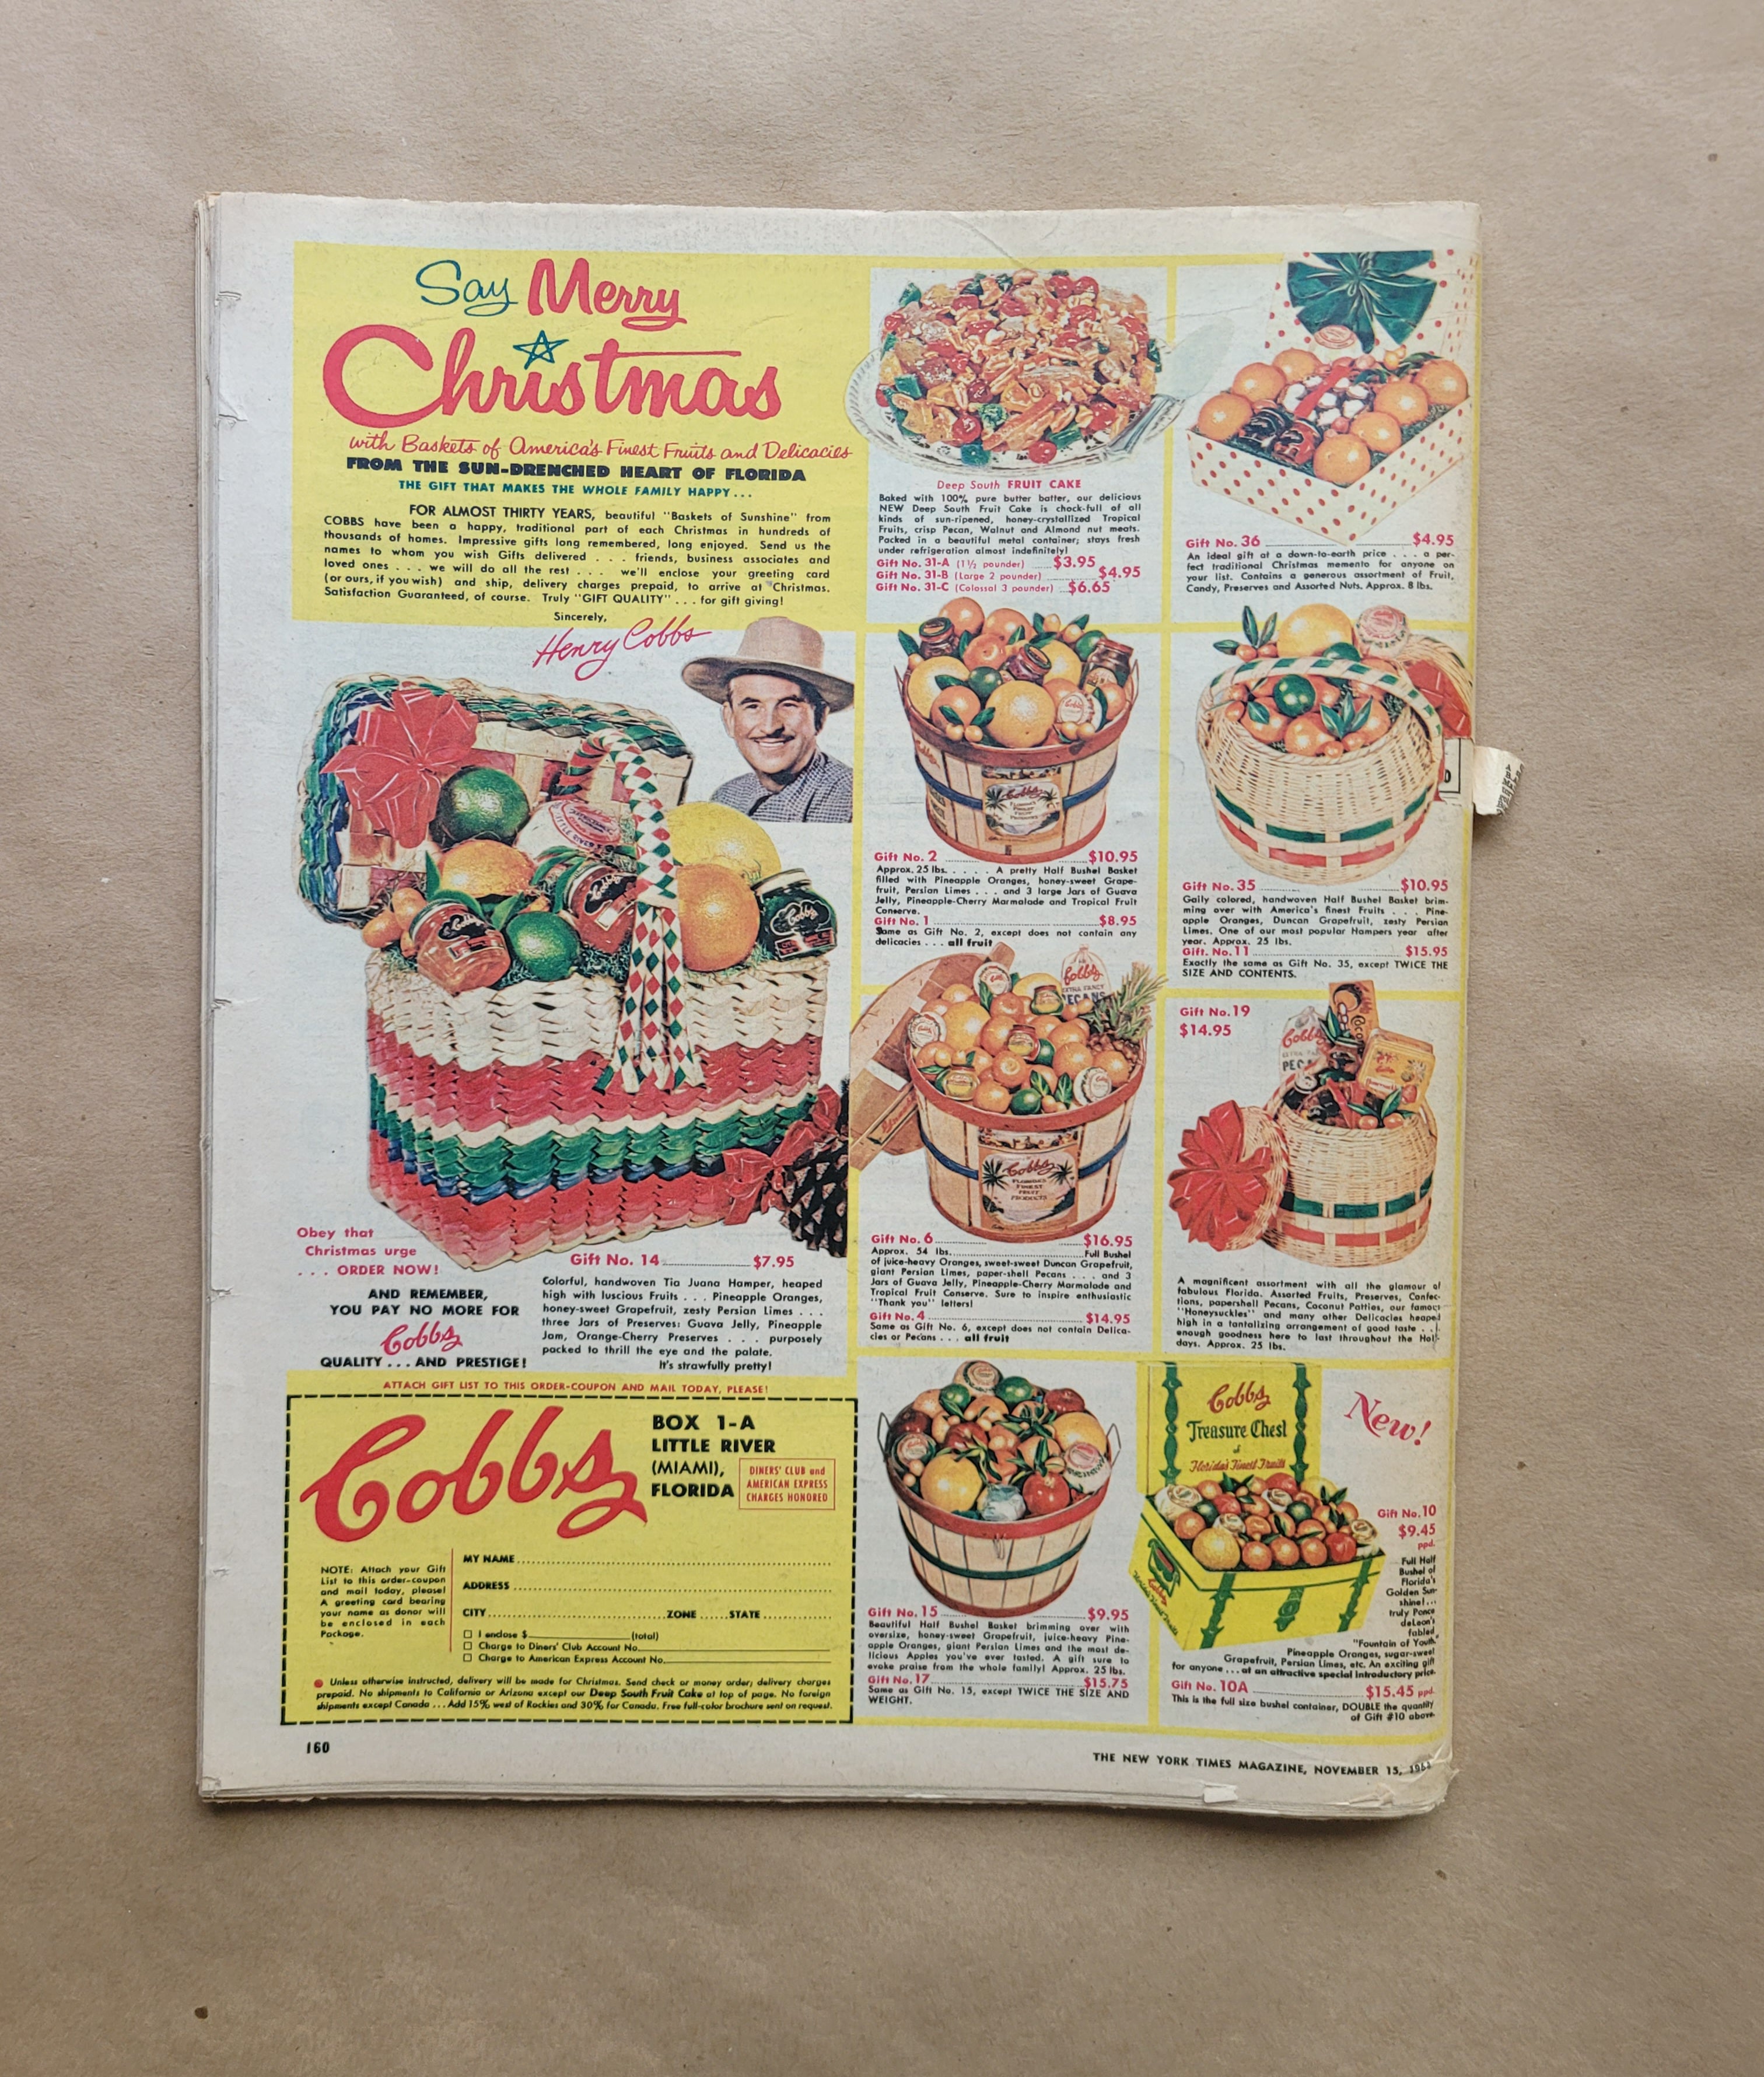 Say Merry
Christmas
with Baskets of America's Finest Fruits and Delicacies
FROM THE SUN-DRENCHED HEART OF FLORIDA
THE GIFT THAT MAKES THE WHOLE FAMILY HAPPY...
FOR ALMOST THIRTY YEARS, beautiful "Baskets of Sunshine" from
COBBS have been a happy, traditional part of each Christmas in hundreds of
thousands of homes. Impressive gifts long remembered, long enjoyed. Send us the
names to whom you wish Gifts delivered . . . friends, business associates and
loved ones . . . we will do all the rest . . . we'll enclose your greeting card
(or ours, if you wish) and ship, delivery charges prepaid, to arrive at Christmas.
Satisfaction Guaranteed, of course. Truly "GIFT QUALITY" . . . for gift giving!
Sincerely,
Henry Cobbs
Obey that
Christmas urge
. . . ORDER NOW!
AND REMEMBER,
YOU PAY NO MORE FOR
Cobbs
QUALITY . . . AND PRESTIGE!
Gift No. 14 $7.95
Colorful, handwoven Tia Juana Hamper, heaped
high with luscious Fruits . . . Pineapple Oranges,
honey-sweet Grapefruit, zesty Persian Limes . . .
three Jars of Preserves: Guava Jelly, Pineapple
Jam, Orange-Cherry Preserves . . . purposely
packed to thrill the eye and the palate.
It's strawfully pretty!
ATTACH GIFT LIST TO THIS ORDER-COUPON AND MAIL TODAY, PLEASE!
Cobbs
BOX 1-A
LITTLE RIVER
(MIAMI),
FLORIDA
DINERS' CLUB and
AMERICAN EXPRESS
CHARGES HONORED
NOTE: Attach your Gift
List to this order-coupon
and mail today, please!
A greeting card bearing
your name as donor will
be enclosed in each
Package.
MY NAME
ADDRESS
CITY ZONE STATE
I enclose $ (total)
Charge to Diners' Club Account No.
Charge to American Express Account No.
Unless otherwise instructed, delivery will be made for Christmas. Send check or money order; delivery charges
prepaid. No shipments to California or Arizona except our Deep South Fruit Cake at top of page. No foreign
shipments except Canada . . . Add 15% west of Rockies and 30% for Canada. Free full-color brochure sent on request.
Deep South FRUIT CAKE
Baked with 100% pure butter batter, our delicious
NEW Deep South Fruit Cake is chock-full of all
kinds of sun-ripened, honey-crystallized Tropical
Fruits, crisp Pecan, Walnut and Almond nut meats.
Packed in a beautiful metal container; stays fresh
under refrigeration almost indefinitely!
Gift No. 31-A (1½ pounder) $3.95
Gift No. 31-B (Large 2 pounder) $4.95
Gift No. 31-C (Colossal 3 pounder) $6.65
Gift No. 36 $4.95
An ideal gift at a down-to-earth price . . . a per-
fect traditional Christmas memento for anyone on
your list. Contains a generous assortment of Fruit,
Candy, Preserves and Assorted Nuts. Approx. 8 lbs.
Cobbs
Gift No. 2 $10.95
Approx. 25 lbs. . . . . A pretty Half Bushel Basket
filled with Pineapple Oranges, honey-sweet Grape-
fruit, Persian Limes . . . and 3 large Jars of Guava
Jelly, Pineapple-Cherry Marmalade and Tropical Fruit
Conserve.
Gift No. 1 $8.95
Same as Gift No. 2, except does not contain any
delicacies . . . all fruit
Gift No. 35 $10.95
Gaily colored, handwoven Half Bushel Basket brim-
ming over with America's finest Fruits . . . Pine-
apple Oranges, Duncan Grapefruit, zesty Persian
Limes. One of our most popular Hampers year after
year. Approx. 25 lbs.
Gift. No. 11 $15.95
Exactly the same as Gift No. 35, except TWICE THE
SIZE AND CONTENTS.
Cobbs
EXTRA FANCY
PECANS
Cobbs
FLORIDA'S
FINEST
FRUIT
PRODUCTS
Gift No. 6 $16.95
Approx. 54 lbs. Full Bushel
of juice-heavy Oranges, sweet-sweet Duncan Grapefruit,
giant Persian Limes, paper-shell Pecans . . . and 3
Jars of Guava Jelly, Pineapple-Cherry Marmalade and
Tropical Fruit Conserve. Sure to inspire enthusiastic
"Thank you" letters!
Gift No. 4 $14.95
Same as Gift No. 6, except does not contain Delica-
cies or Pecans . . . all fruit
Gift No. 19
$14.95
Cobbs
A magnificent assortment with all the glamour of
fabulous Florida. Assorted Fruits, Preserves, Confec-
tions, papershell Pecans, Coconut Patties, our famous
"Honeysuckles" and many other Delicacies heaped
high in a tantalizing arrangement of good taste . . .
enough goodness here to last throughout the Holi-
days. Approx. 25 lbs.
Gift No. 15 $9.95
Beautiful Half Bushel Basket brimming over with
oversize, honey-sweet Grapefruit, juice-heavy Pine-
apple Oranges, giant Persian Limes and the most de-
licious Apples you've ever tasted. A gift sure to
evoke praise from the whole family! Approx. 25 lbs.
Gift No. 17 $15.75
Same as Gift No. 15, except TWICE THE SIZE AND
WEIGHT.
Cobbs
Treasure Chest
of
Florida's Finest Fruits
New!
Gift No. 10
$9.45
ppd.
Full Half
Bushel of
Florida's
Golden Sun-
shine!...
truly Ponce
deLeon's
fabled
"Fountain of Youth"
Pineapple Oranges, sugar-sweet
Grapefruit, Persian Limes, etc. An exciting gift
for anyone . . . at an attractive special introductory price.
Gift No. 10A $15.45 ppd.
This is the full size bushel container, DOUBLE the quantity
of Gift #10 above.
160
THE NEW YORK TIMES MAGAZINE, NOVEMBER 15,